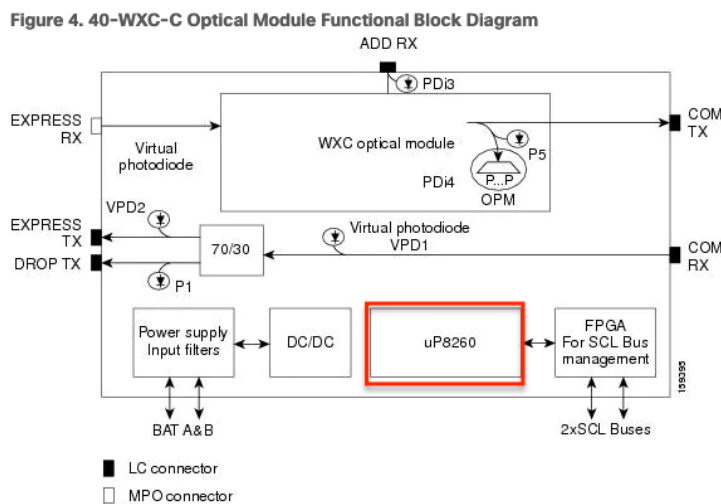 Figure 4. 40-WXC-C Optical Module Functional Block Diagram
ADD RX
PDi3
EXPRESS
RX
Virtual
photodiode
WXC optical module
P5
PDi4
P...P
OPM
COM
TX
VPD2
EXPRESS
TX
DROP TX
70/30
P1
Virtual photodiode
VPD1
COM
RX
Power supply
Input filters
DC/DC
uP8260
FPGA
For SCL Bus
management
159395
BAT A&B
2xSCL Buses
LC connector
MPO connector